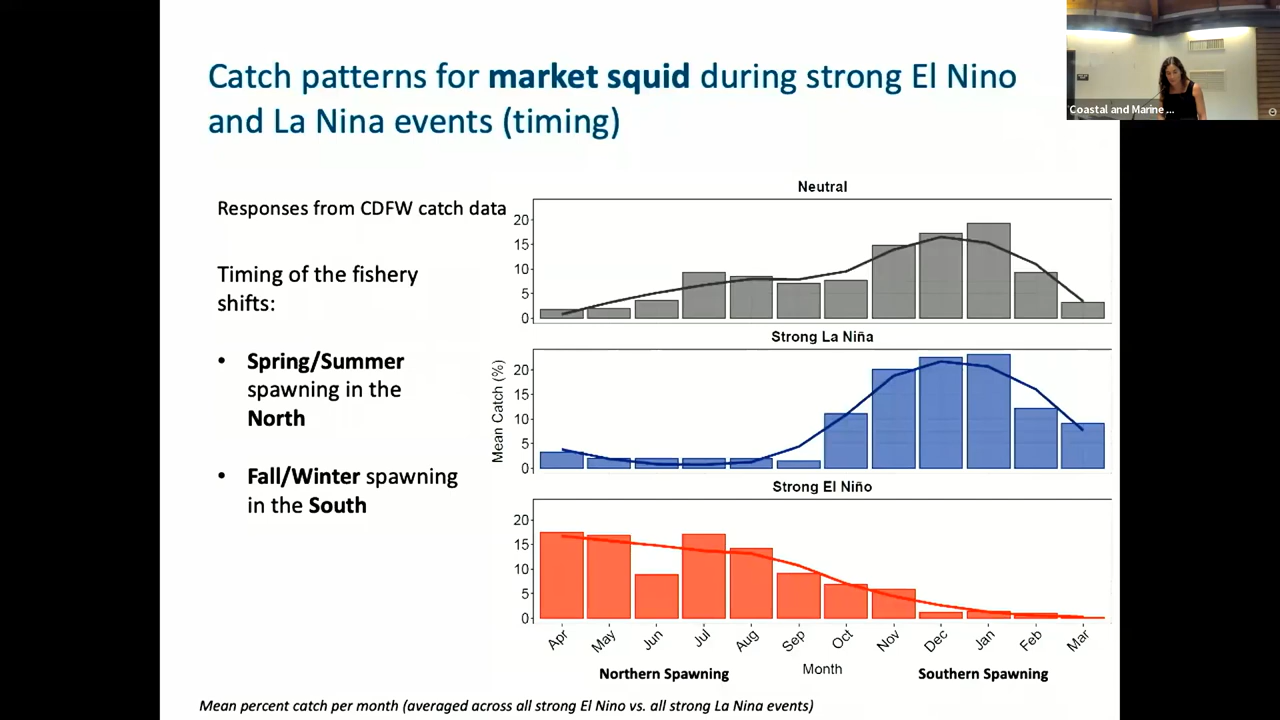 Catch patterns for market squid during strong El Nino
and La Nina events (timing)
'Coastal and Marine ...
Responses from CDFW catch data
Timing of the fishery
shifts:
• Spring/Summer
spawning in the
North
• Fall/Winter spawning
in the South
Neutral
20
15
10
5
0
Strong La Niña
20
15
10
5
0
Mean Catch (%)
Strong El Niño
20
15
10
5
0
Apr May Jun Jul Aug Sep Oct Nov Dec Jan Feb Mar
Northern Spawning Month Southern Spawning
Mean percent catch per month (averaged across all strong El Nino vs. all strong La Nina events)